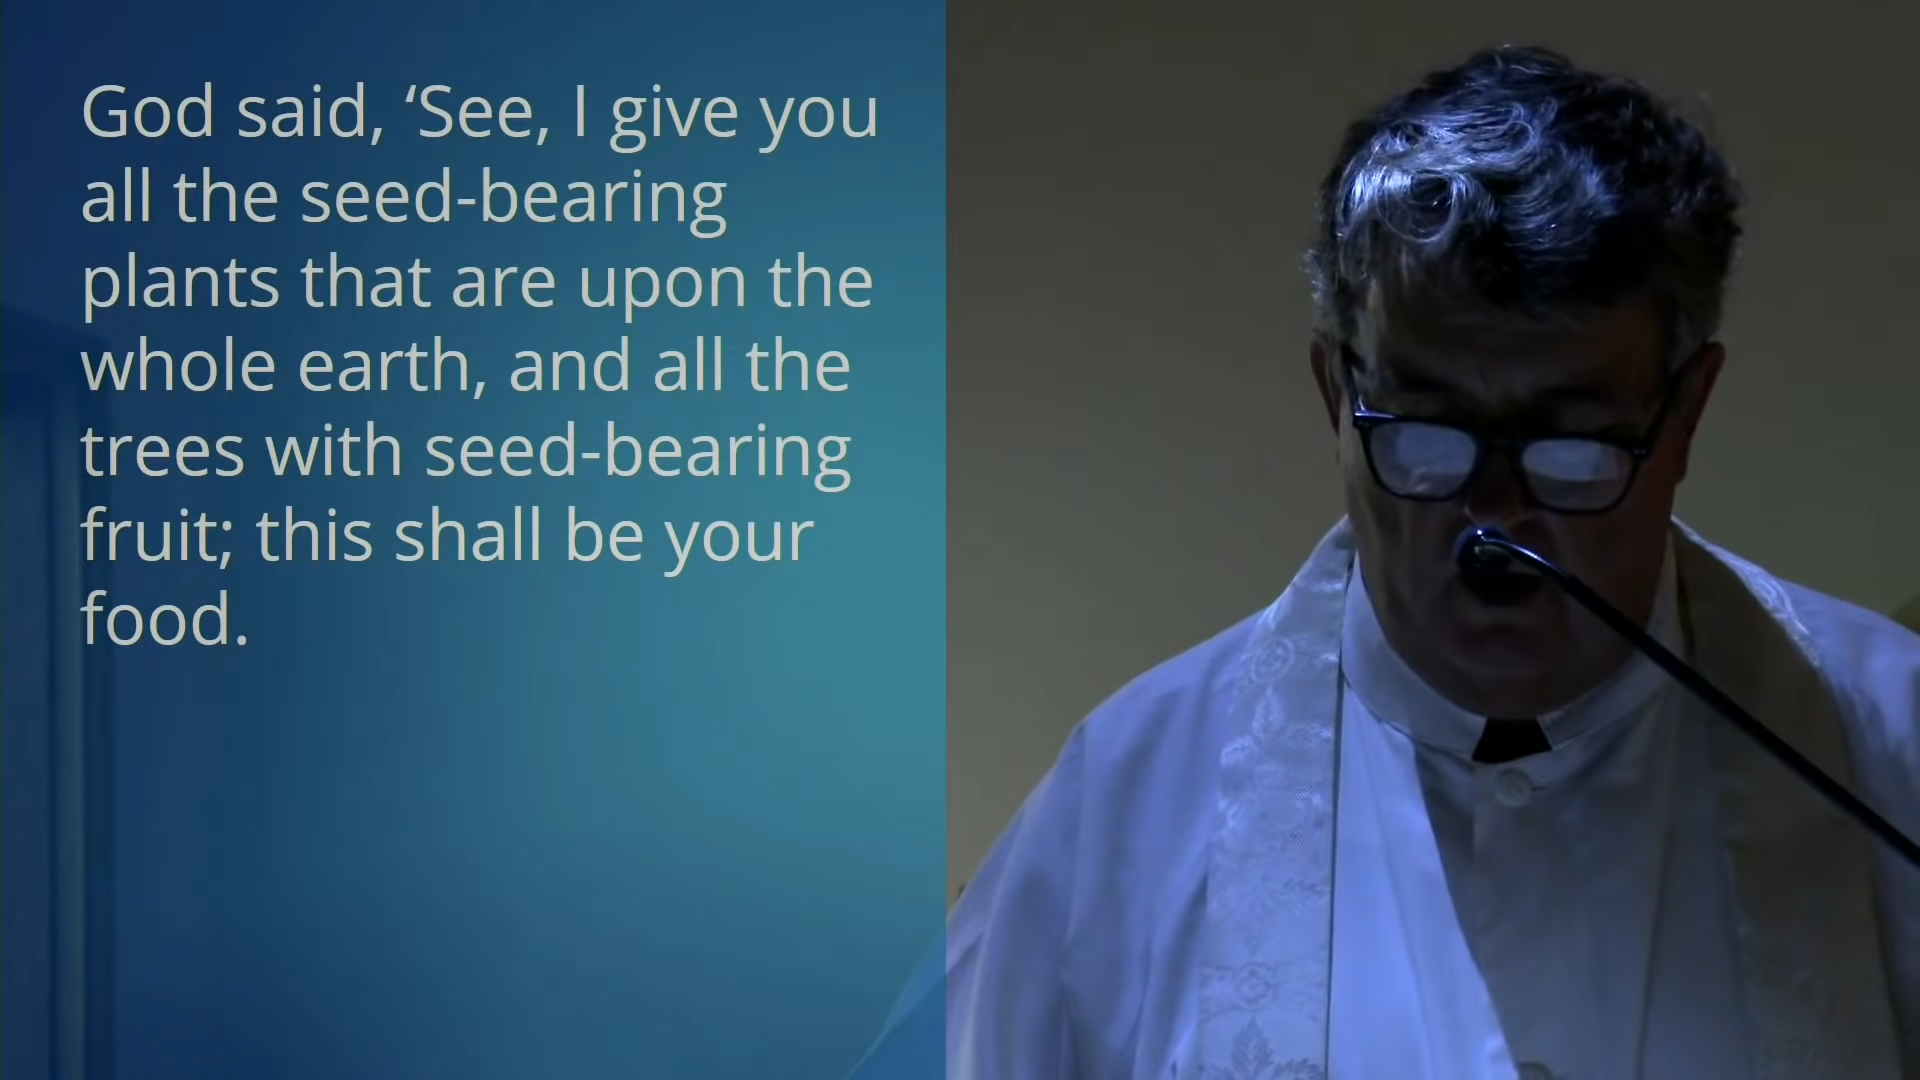 God said, ‘See, I give you
all the seed-bearing
plants that are upon the
whole earth, and all the
trees with seed-bearing
fruit; this shall be your
food.